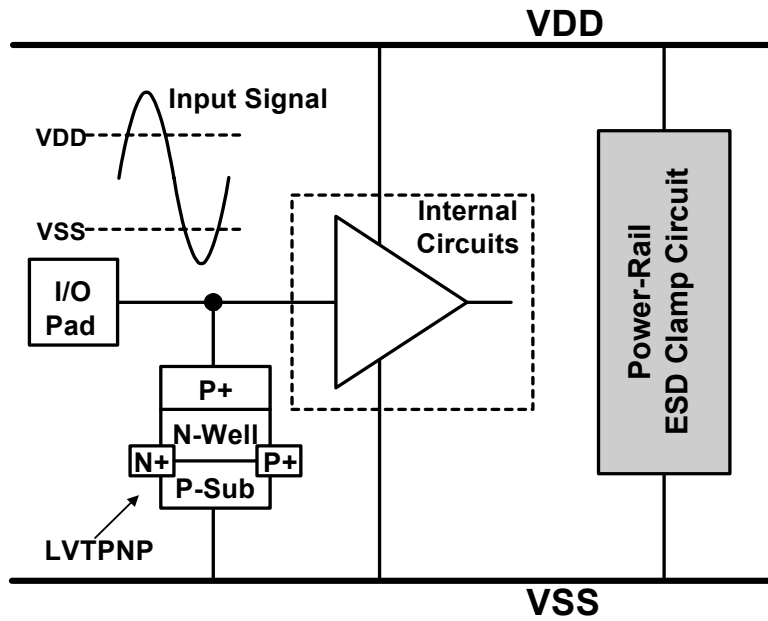 VDD
Input Signal
VDD
VSS
Internal
Circuits
I/O
Pad
P+
N-Well
N+
P+
P-Sub
LVTPNP
Power-Rail
ESD Clamp Circuit
VSS